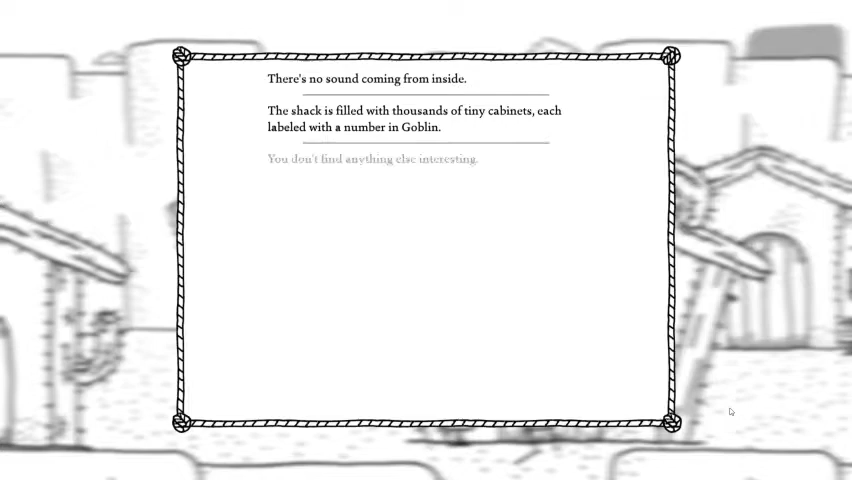 There's no sound coming from inside.
The shack is filled with thousands of tiny cabinets, each
labeled with a number in Goblin.
You don't find anything else interesting.